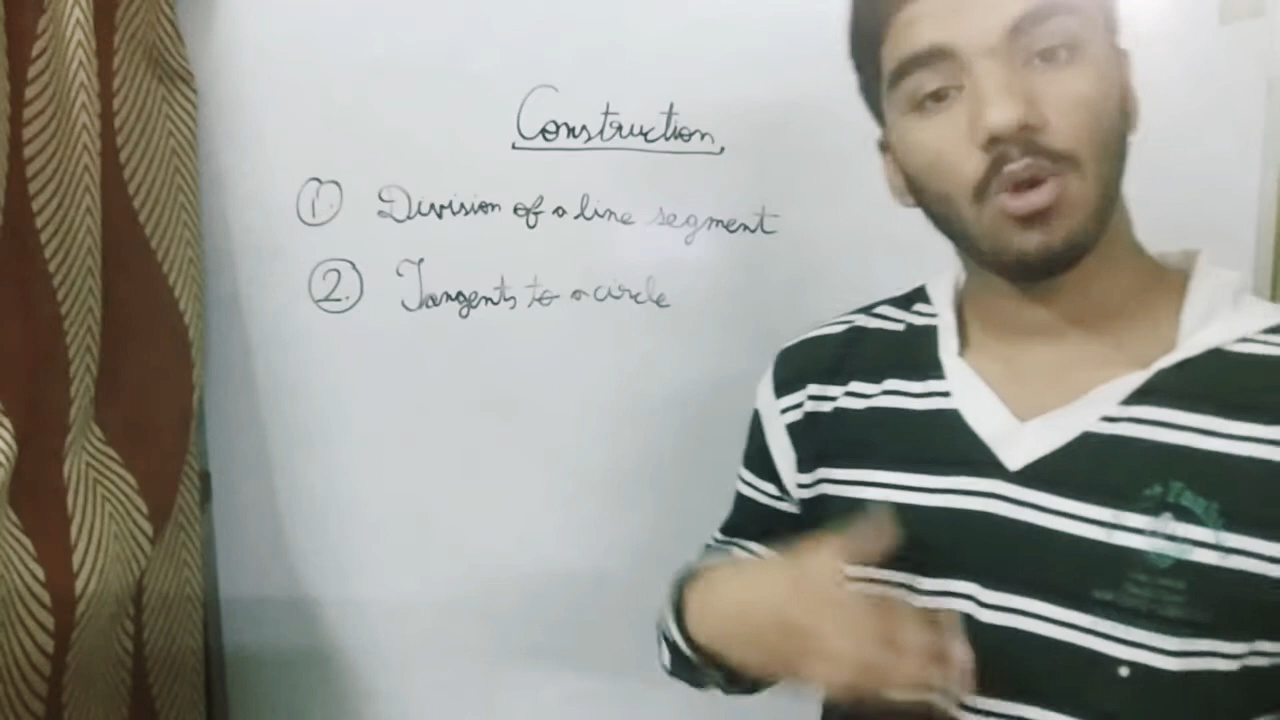 Construction
1. Division of a line segment
2. Tangents to a circle